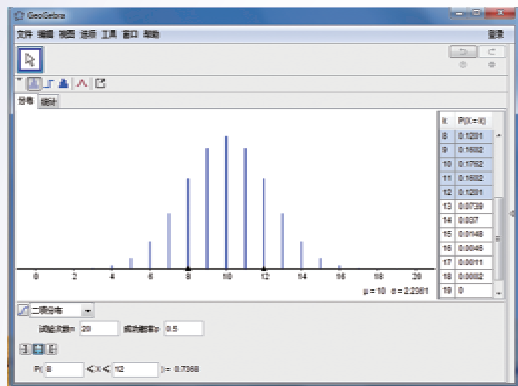 GeoGebra
文件 编辑 视图 选项 工具 窗口 帮助 登录
分布 统计
k P(X=k)
8 0.1201
9 0.1602
10 0.1762
11 0.1602
12 0.1201
13 0.0739
14 0.037
15 0.0148
16 0.0046
17 0.0011
18 0.0002
19 0
0 2 4 6 8 10 12 14 16 18 20
μ=10 σ=2.2361
二项分布
试验次数n 20 成功概率p 0.5
P( 8 ≤X≤ 12 )= 0.7368